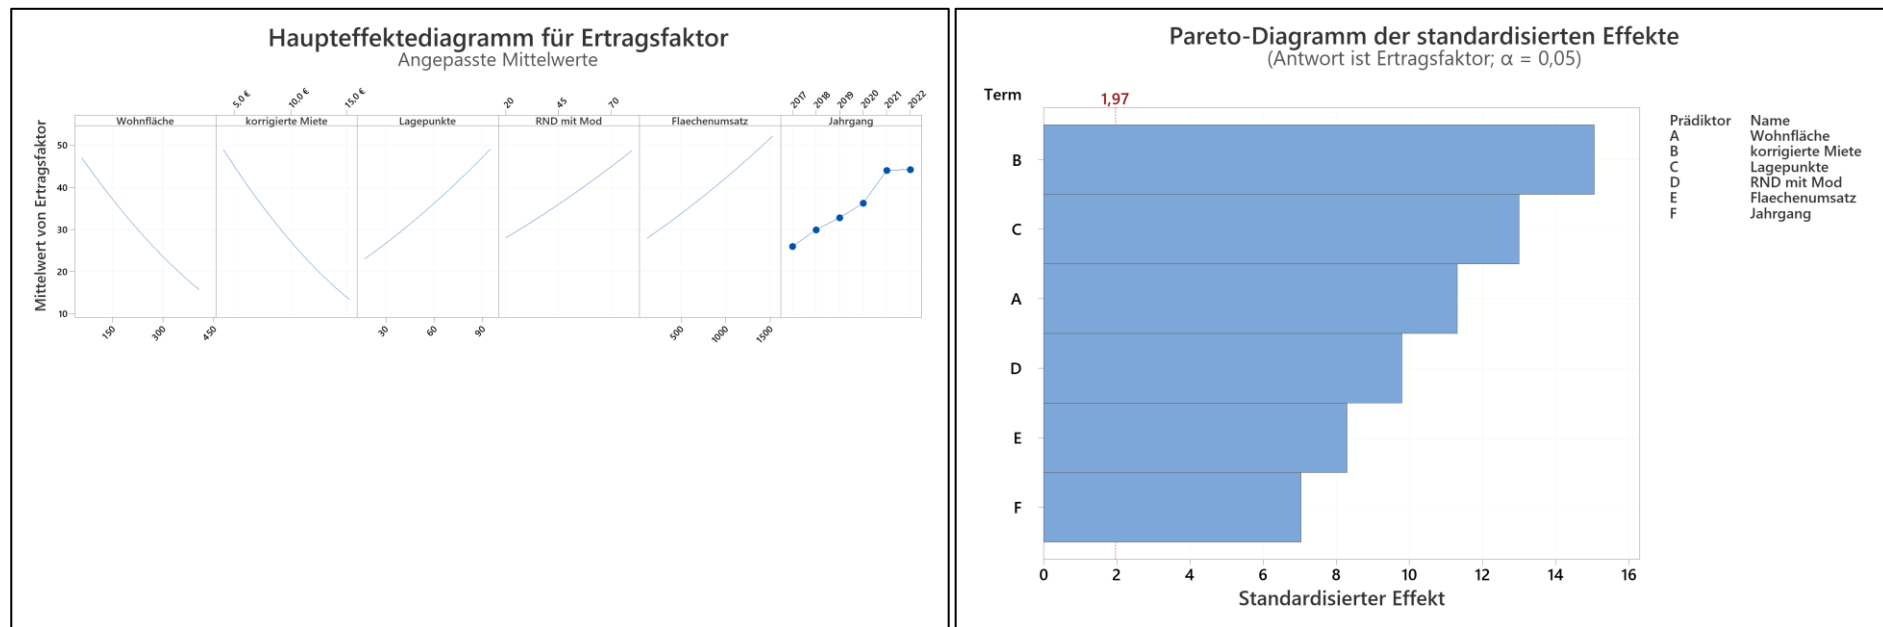 Haupteffektediagramm für Ertragsfaktor
Angepasste Mittelwerte
5,0 € 10,0 € 15,0 € 20 45 70 2017 2018 2019 2020 2021 2022
Wohnfläche korrigierte Miete Lagepunkte RND mit Mod Flaechenumsatz Jahrgang
Mittelwert von Ertragsfaktor
50
40
30
20
10
150 300 450 30 60 90 500 1000 1500
Pareto-Diagramm der standardisierten Effekte
(Antwort ist Ertragsfaktor; α = 0,05)
Term
1,97
B
C
A
D
E
F
0 2 4 6 8 10 12 14 16
Standardisierter Effekt
Prädiktor Name
A Wohnfläche
B korrigierte Miete
C Lagepunkte
D RND mit Mod
E Flaechenumsatz
F Jahrgang